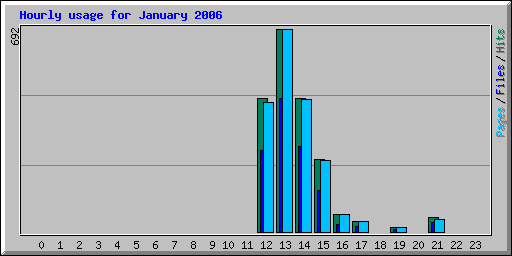 Hourly usage for January 2006
692
Pages/Files/Hits
0 1 2 3 4 5 6 7 8 9 10 11 12 13 14 15 16 17 18 19 20 21 22 23